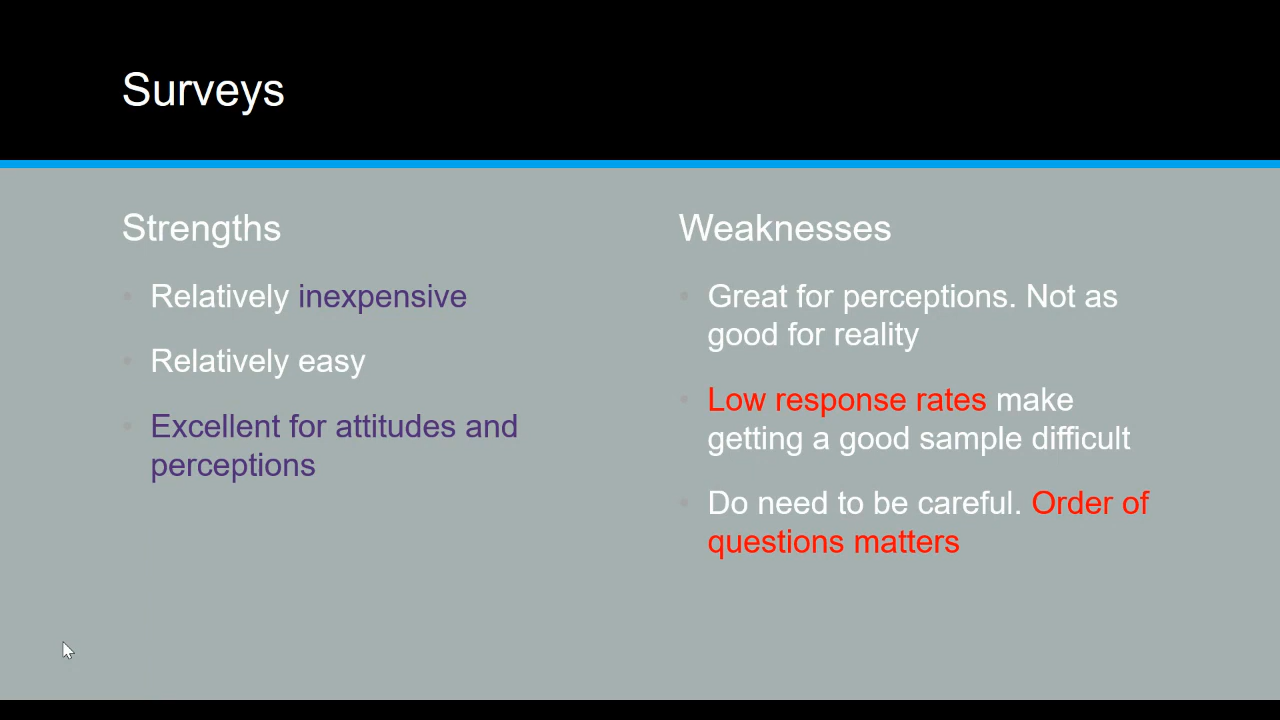 Surveys
Strengths
• Relatively inexpensive
• Relatively easy
• Excellent for attitudes and
perceptions
Weaknesses
• Great for perceptions. Not as
good for reality
• Low response rates make
getting a good sample difficult
• Do need to be careful. Order of
questions matters